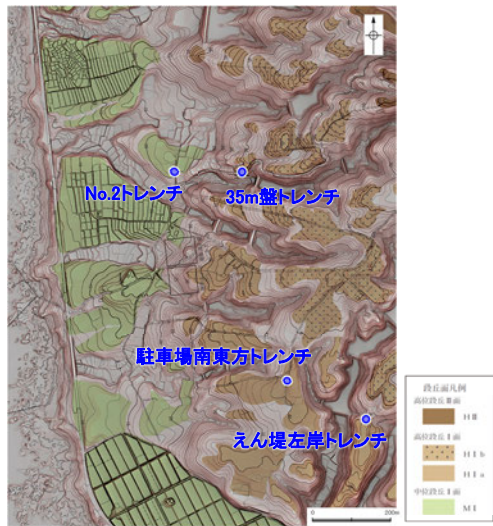 No.2トレンチ
35m盤トレンチ
駐車場南東方トレンチ
えん堤左岸トレンチ
0 200m
段丘面凡例
高位段丘Ⅱ面
HⅡ
高位段丘Ⅰ面
HⅠb
HⅠa
中位段丘Ⅰ面
MⅠ